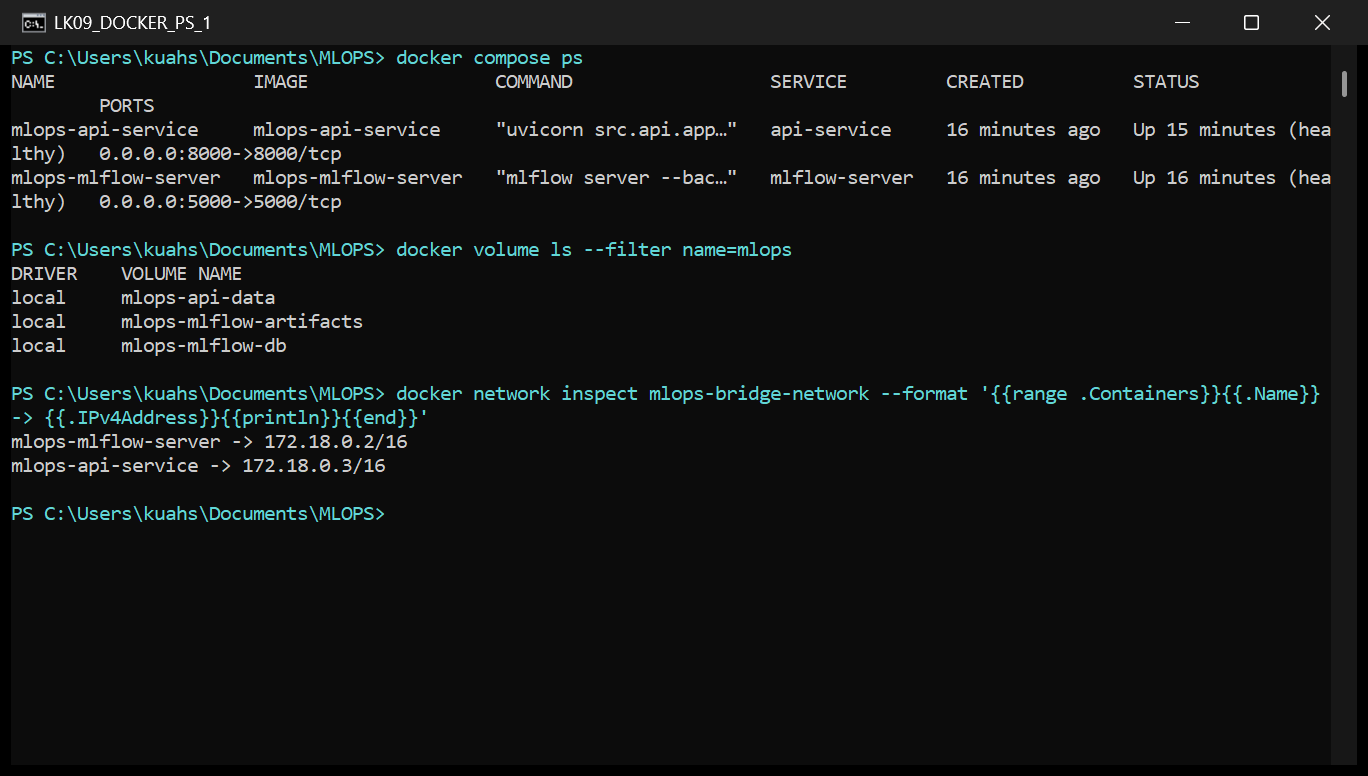 LK09_DOCKER_PS_1
PS C:\Users\kuahs\Documents\MLOPS> docker compose ps
NAME                  IMAGE                 COMMAND                  SERVICE         CREATED          STATUS
        PORTS
mlops-api-service     mlops-api-service     "uvicorn src.api.app…"   api-service     16 minutes ago   Up 15 minutes (hea
lthy)   0.0.0.0:8000->8000/tcp
mlops-mlflow-server   mlops-mlflow-server   "mlflow server --bac…"   mlflow-server   16 minutes ago   Up 16 minutes (hea
lthy)   0.0.0.0:5000->5000/tcp
PS C:\Users\kuahs\Documents\MLOPS> docker volume ls --filter name=mlops
DRIVER    VOLUME NAME
local     mlops-api-data
local     mlops-mlflow-artifacts
local     mlops-mlflow-db
PS C:\Users\kuahs\Documents\MLOPS> docker network inspect mlops-bridge-network --format '{{range .Containers}}{{.Name}}
-> {{.IPv4Address}}{{println}}{{end}}'
mlops-mlflow-server -> 172.18.0.2/16
mlops-api-service -> 172.18.0.3/16
PS C:\Users\kuahs\Documents\MLOPS>